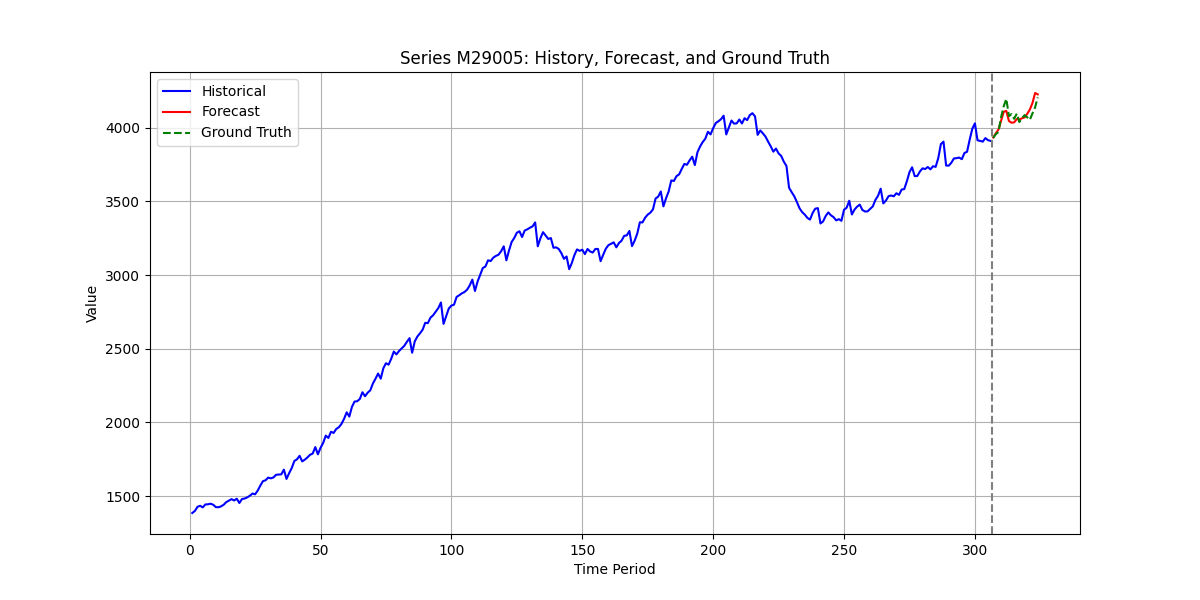 Series M29005: History, Forecast, and Ground Truth
Historical
Forecast
Ground Truth
4000
3500
3000
2500
2000
1500
Value
0 50 100 150 200 250 300
Time Period